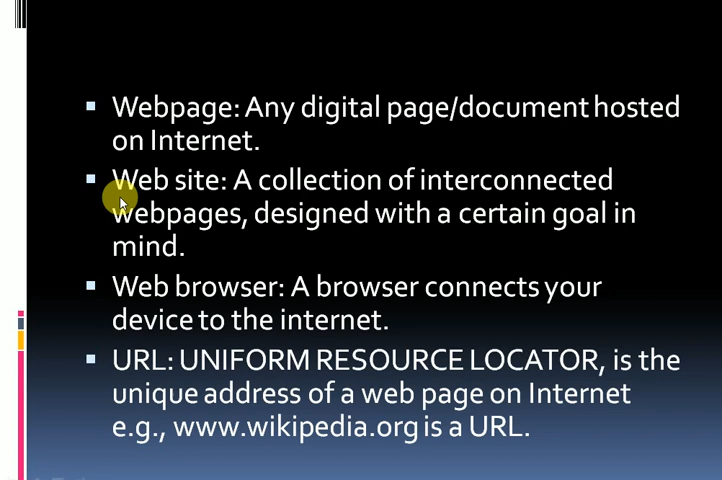 Webpage: Any digital page/document hosted
on Internet.
Web site: A collection of interconnected
webpages, designed with a certain goal in
mind.
Web browser: A browser connects your
device to the internet.
URL: UNIFORM RESOURCE LOCATOR, is the
unique address of a web page on Internet
e.g., www.wikipedia.org is a URL.